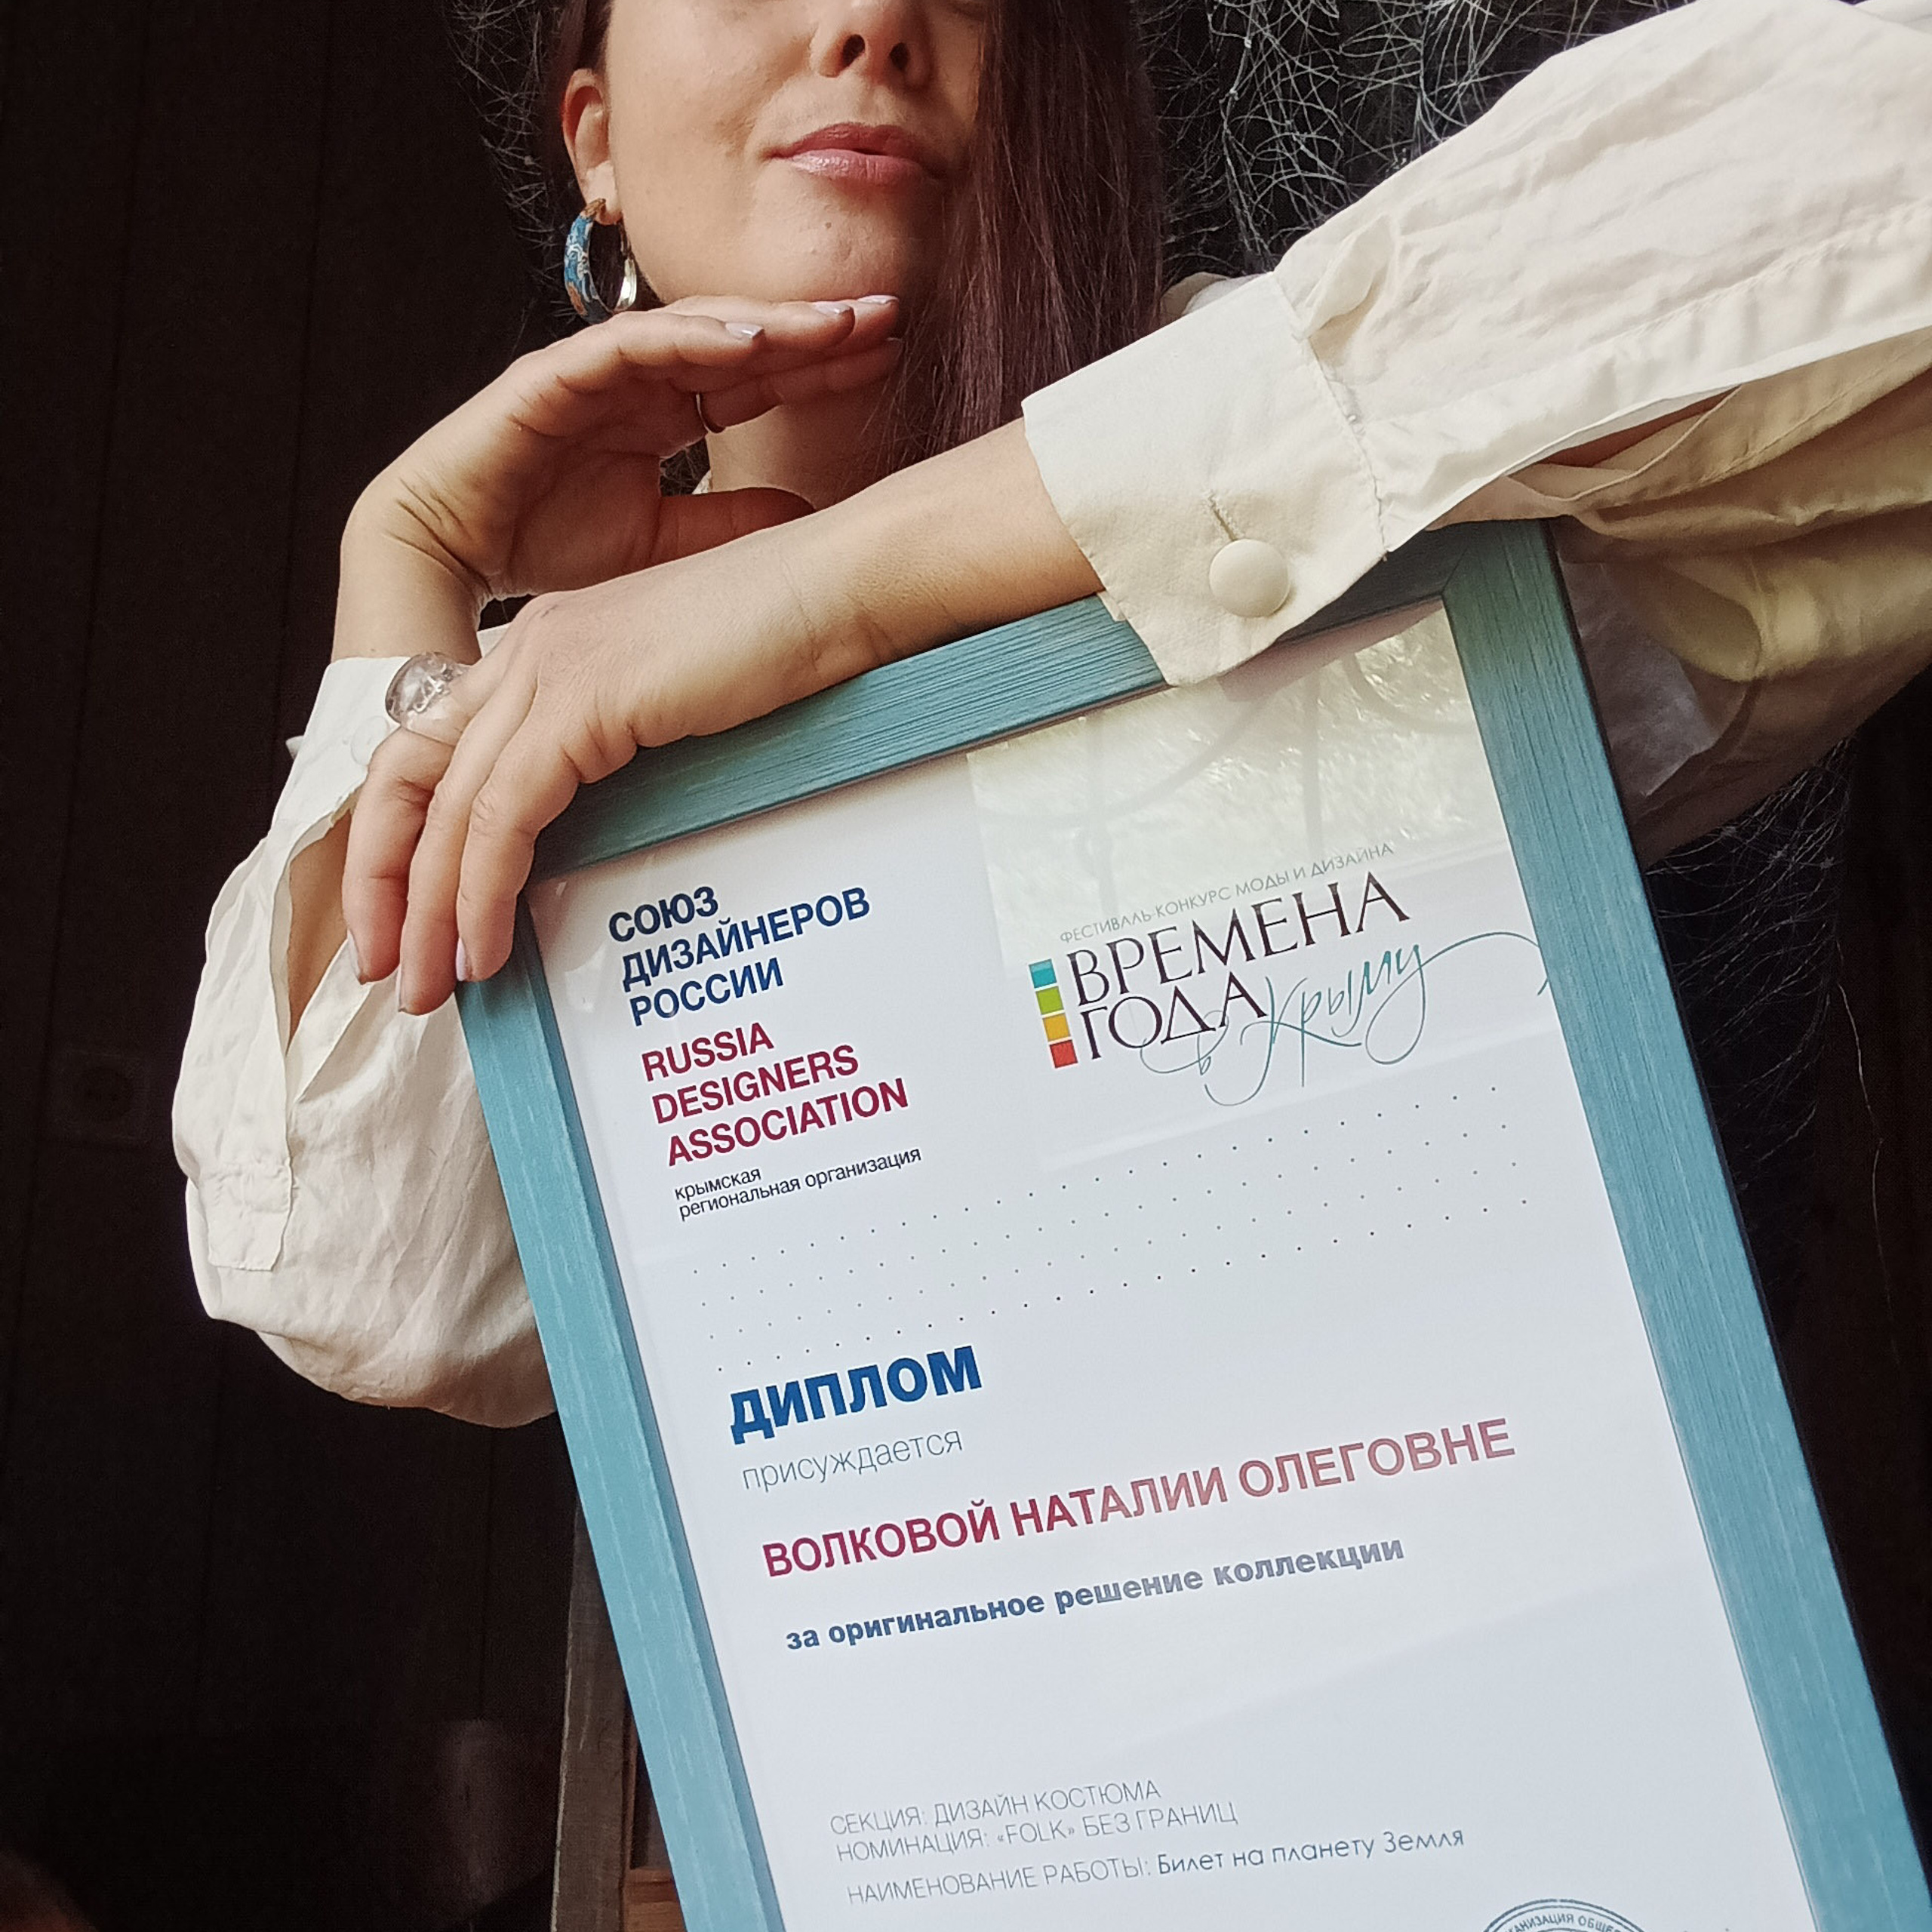 СОЮЗ
ДИЗАЙНЕРОВ
РОССИИ
RUSSIA
DESIGNERS
ASSOCIATION
крымская
региональная организация
ФЕСТИВАЛЬ-КОНКУРС МОДЫ И ДИЗАЙНА
ВРЕМЕНА
ГОДА
в Крыму
ДИПЛОМ
присуждается
ВОЛКОВОЙ НАТАЛИИ ОЛЕГОВНЕ
за оригинальное решение коллекции
СЕКЦИЯ: ДИЗАЙН КОСТЮМА
НОМИНАЦИЯ: «FOLK» БЕЗ ГРАНИЦ
НАИМЕНОВАНИЕ РАБОТЫ: Билет на планету Земля